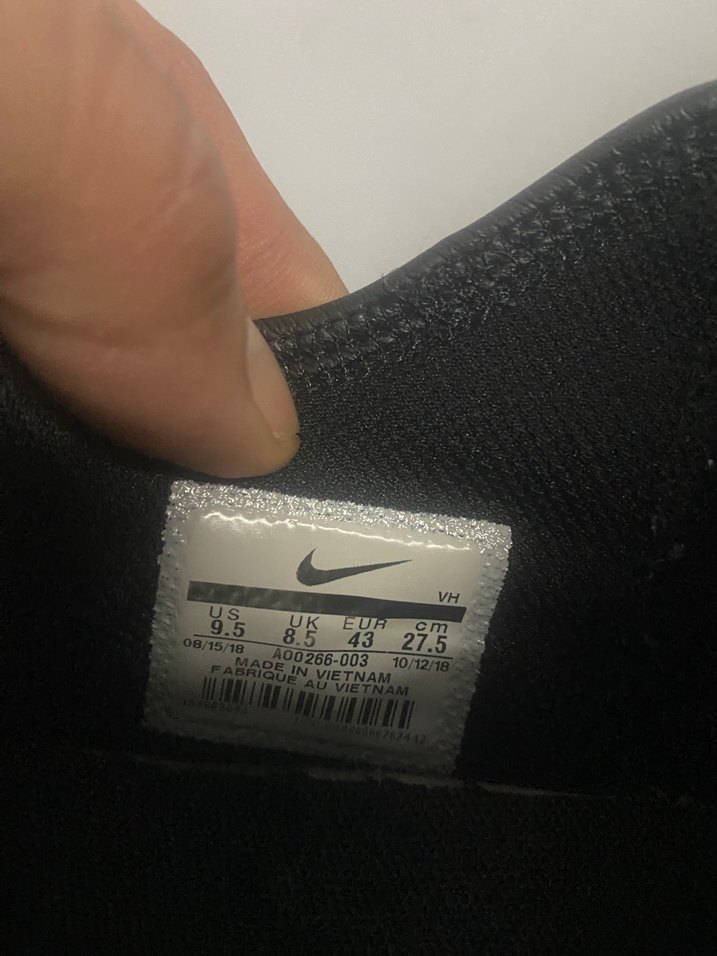 VH
US UK EUR cm
9.5 8.5 43 27.5
08/15/18 AO0266-003 10/12/18
MADE IN VIETNAM
FABRIQUE AU VIETNAM